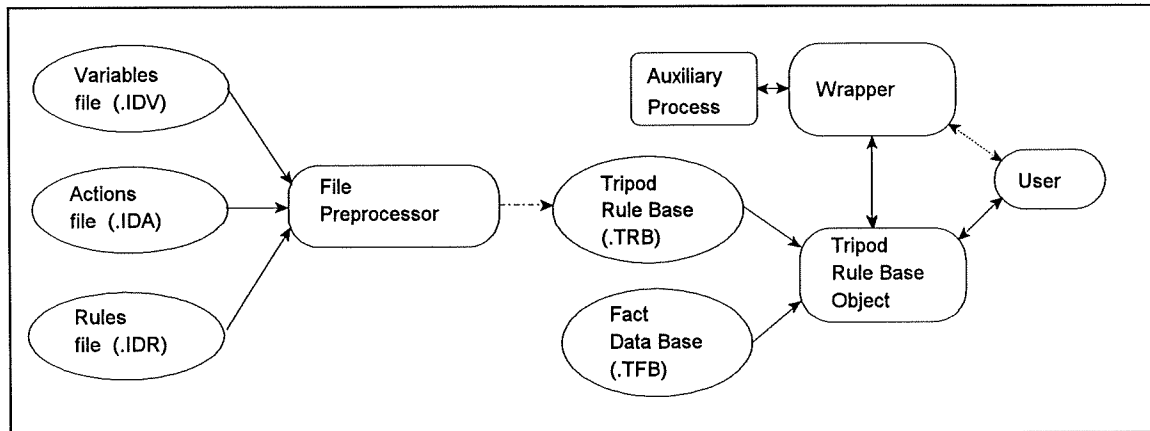 Variables
file (.IDV)
Actions
file (.IDA)
Rules
file (.IDR)
File
Preprocessor
Tripod
Rule Base
(.TRB)
Fact
Data Base
(.TFB)
Auxiliary
Process
Wrapper
User
Tripod
Rule Base
Object